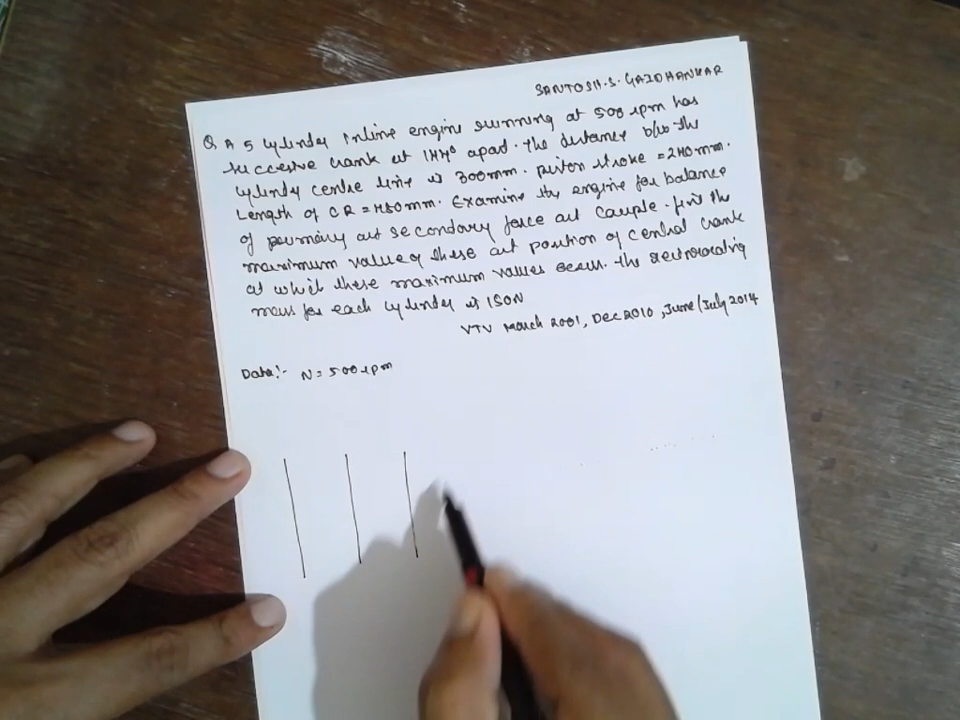 SANTOSH.S.GAIDHANKAR
Q. A 5 cylinder Inline engine running at 500 rpm has
successive crank at 144° apart. The distance b/w the
cylindr centre line is 300mm. piston stroke = 240mm.
Length of CR = 480mm. Examine the engine for balance
of primary and secondary force and couple. find the
maximum value of these and position of central crank
at which these maximum values occur. The reciprocating
mass for each cylinder is 150N
VTU March 2001, DEC 2010, June/July 2014
Data:- N = 500 rpm